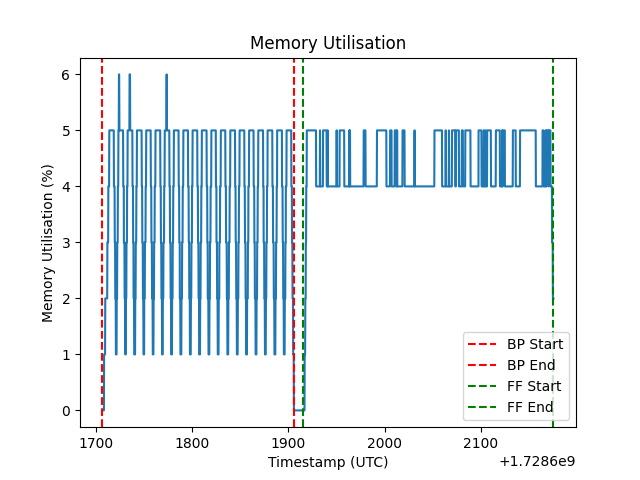 Memory Utilisation
Memory Utilisation (%)
6
5
4
3
2
1
0
BP Start
BP End
FF Start
FF End
1700 1800 1900 2000 2100
Timestamp (UTC)
+1.7286e9